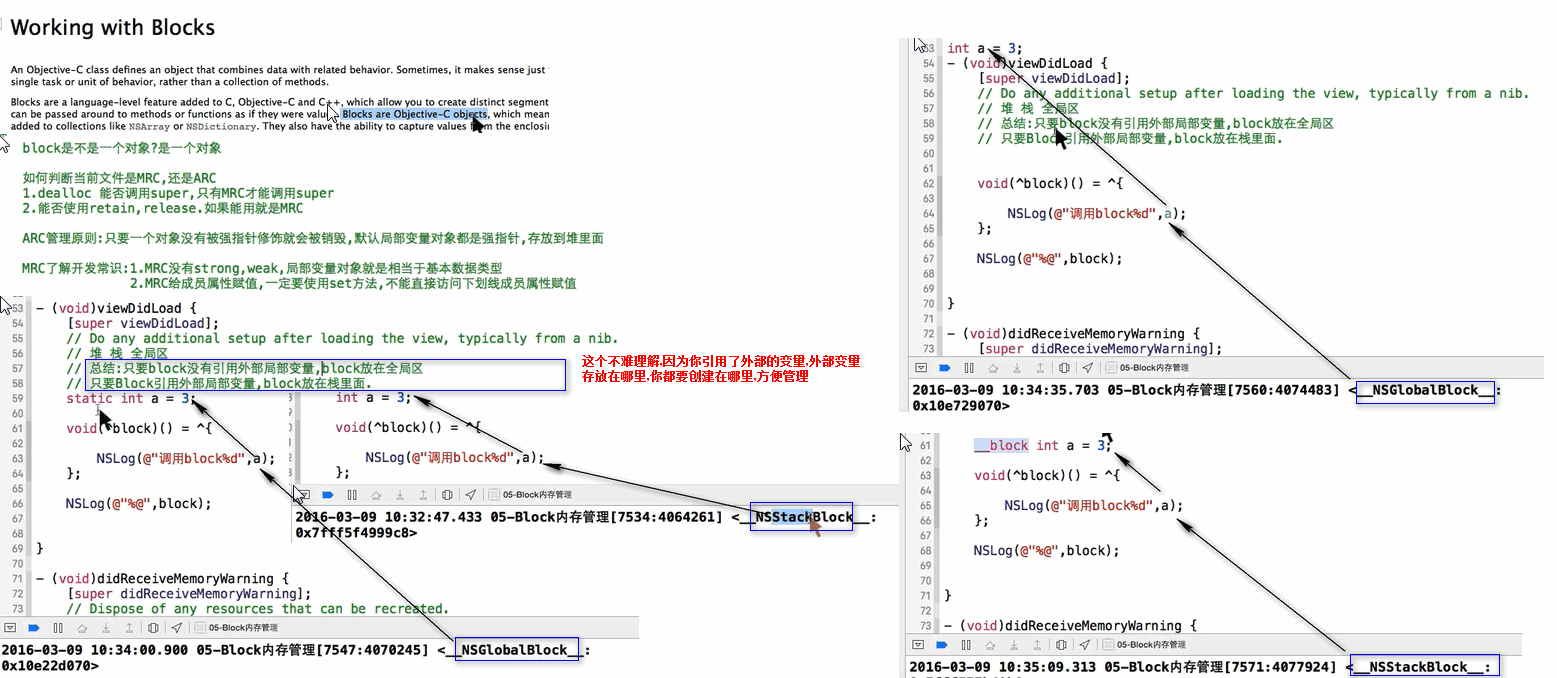 Working with Blocks
An Objective-C class defines an object that combines data with related behavior. Sometimes, it makes sense just
single task or unit of behavior, rather than a collection of methods.
Blocks are a language-level feature added to C, Objective-C and C++, which allow you to create distinct segment
can be passed around to methods or functions as if they were valu Blocks are Objective-C objects, which mean
added to collections like NSArray or NSDictionary. They also have the ability to capture values from the enclosin
block是不是一个对象?是一个对象
如何判断当前文件是MRC,还是ARC
1.dealloc 能否调用super,只有MRC才能调用super
2.能否使用retain,release.如果能用就是MRC
ARC管理原则:只要一个对象没有被强指针修饰就会被销毁,默认局部变量对象都是强指针,存放到堆里面
MRC了解开发常识:1.MRC没有strong,weak,局部变量对象就是相当于基本数据类型
2.MRC给成员属性赋值,一定要使用set方法,不能直接访问下划线成员属性赋值
53 - (void)viewDidLoad {
54 [super viewDidLoad];
55 // Do any additional setup after loading the view, typically from a nib.
56 // 堆 栈 全局区
57 // 总结:只要block没有引用外部局部变量,block放在全局区
58 // 只要Block引用外部局部变量,block放在栈里面.
59 static int a = 3;
60
61 void(^block)() = ^{
62
63 NSLog(@"调用block%d",a);
64 };
65
66 NSLog(@"%@",block);
67
68
69 }
70
71 - (void)didReceiveMemoryWarning {
72 [super didReceiveMemoryWarning];
73 // Dispose of any resources that can be recreated.
05-Block内存管理
2016-03-09 10:34:00.900 05-Block内存管理[7547:4070245] <__NSGlobalBlock__:
0x10e22d070>
这个不难理解,因为你引用了外部的变量,外部变量
存放在哪里,你都要创建在哪里,方便管理
int a = 3;
void(^block)() = ^{
NSLog(@"调用block%d",a);
};
05-Block内存管理
2016-03-09 10:32:47.433 05-Block内存管理[7534:4064261] <__NSStackBlock__:
0x7fff5f4999c8>
53 int a = 3;
54 - (void)viewDidLoad {
55 [super viewDidLoad];
56 // Do any additional setup after loading the view, typically from a nib.
57 // 堆 栈 全局区
58 // 总结:只要block没有引用外部局部变量,block放在全局区
59 // 只要Block引用外部局部变量,block放在栈里面.
60
61
62 void(^block)() = ^{
63
64 NSLog(@"调用block%d",a);
65 };
66
67 NSLog(@"%@",block);
68
69
70 }
71
72 - (void)didReceiveMemoryWarning {
73 [super didReceiveMemoryWarning];
05-Block内存管理
2016-03-09 10:34:35.703 05-Block内存管理[7560:4074483] <__NSGlobalBlock__:
0x10e729070>
61 __block int a = 3;
62
63 void(^block)() = ^{
64
65 NSLog(@"调用block%d",a);
66 };
67
68 NSLog(@"%@",block);
69
70
71 }
72
73 - (void)didReceiveMemoryWarning {
05-Block内存管理
2016-03-09 10:35:09.313 05-Block内存管理[7571:4077924] <__NSStackBlock__: